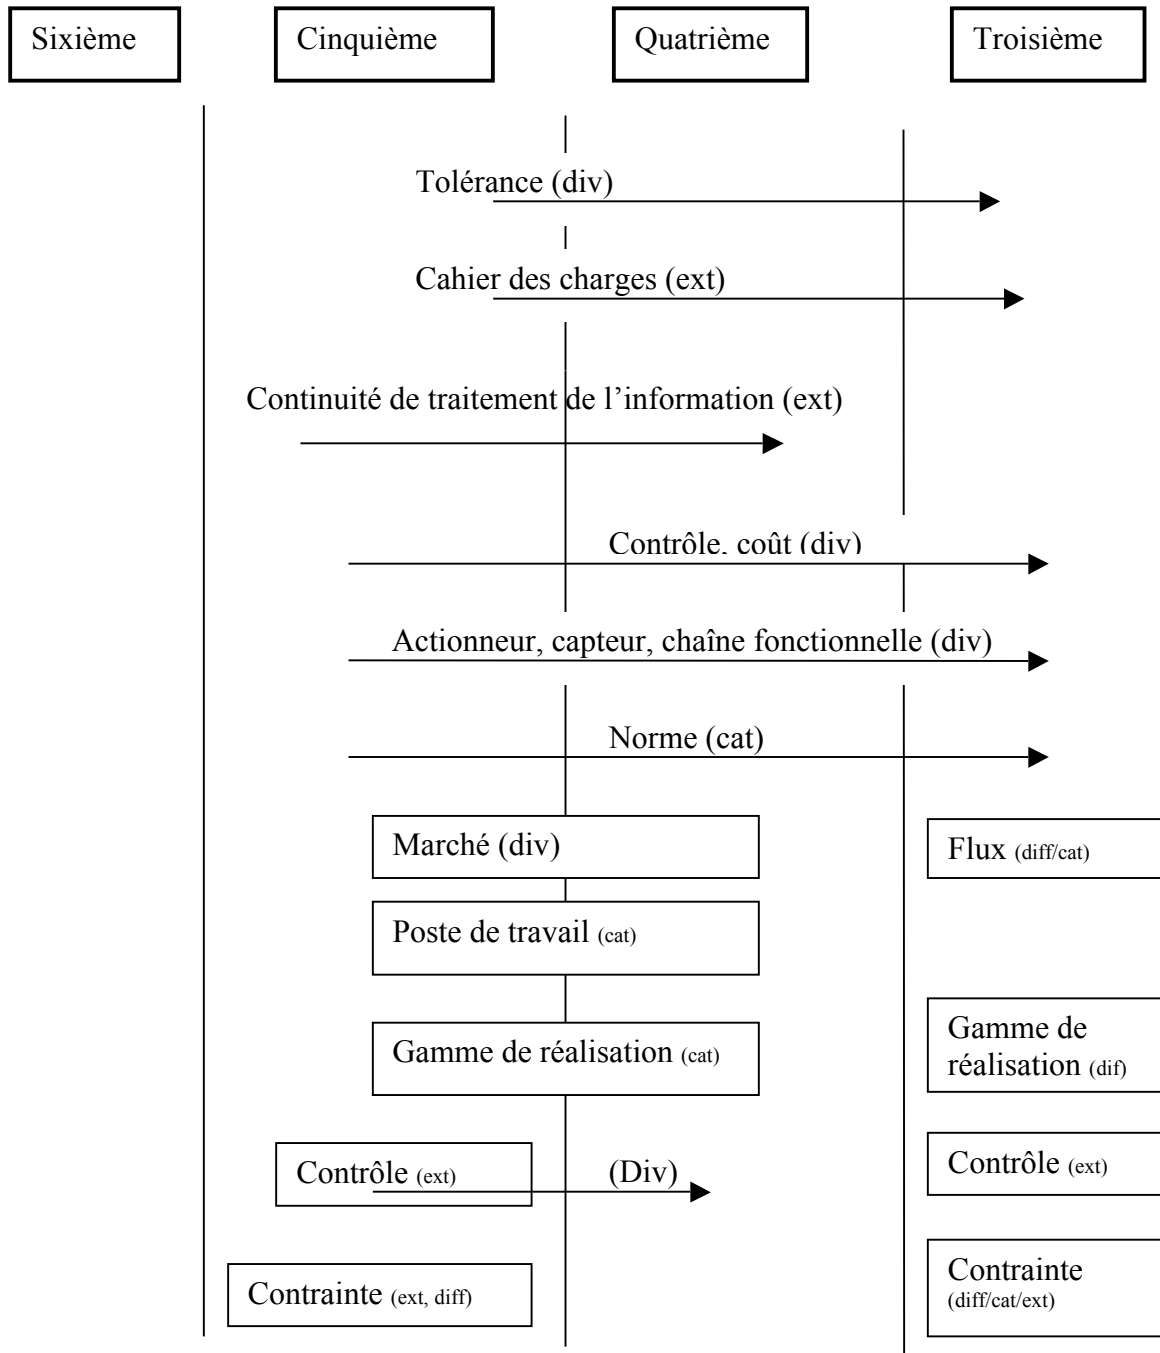 Sixième Cinquième Quatrième Troisième
Tolérance (div)
Cahier des charges (ext)
Continuité de traitement de l’information (ext)
Contrôle, coût (div)
Actionneur, capteur, chaîne fonctionnelle (div)
Norme (cat)
Marché (div) Flux (diff/cat)
Poste de travail (cat)
Gamme de réalisation (cat)
Gamme de
réalisation (dif)
Contrôle (ext) (Div) Contrôle (ext)
Contrainte (ext, diff)
Contrainte
(diff/cat/ext)